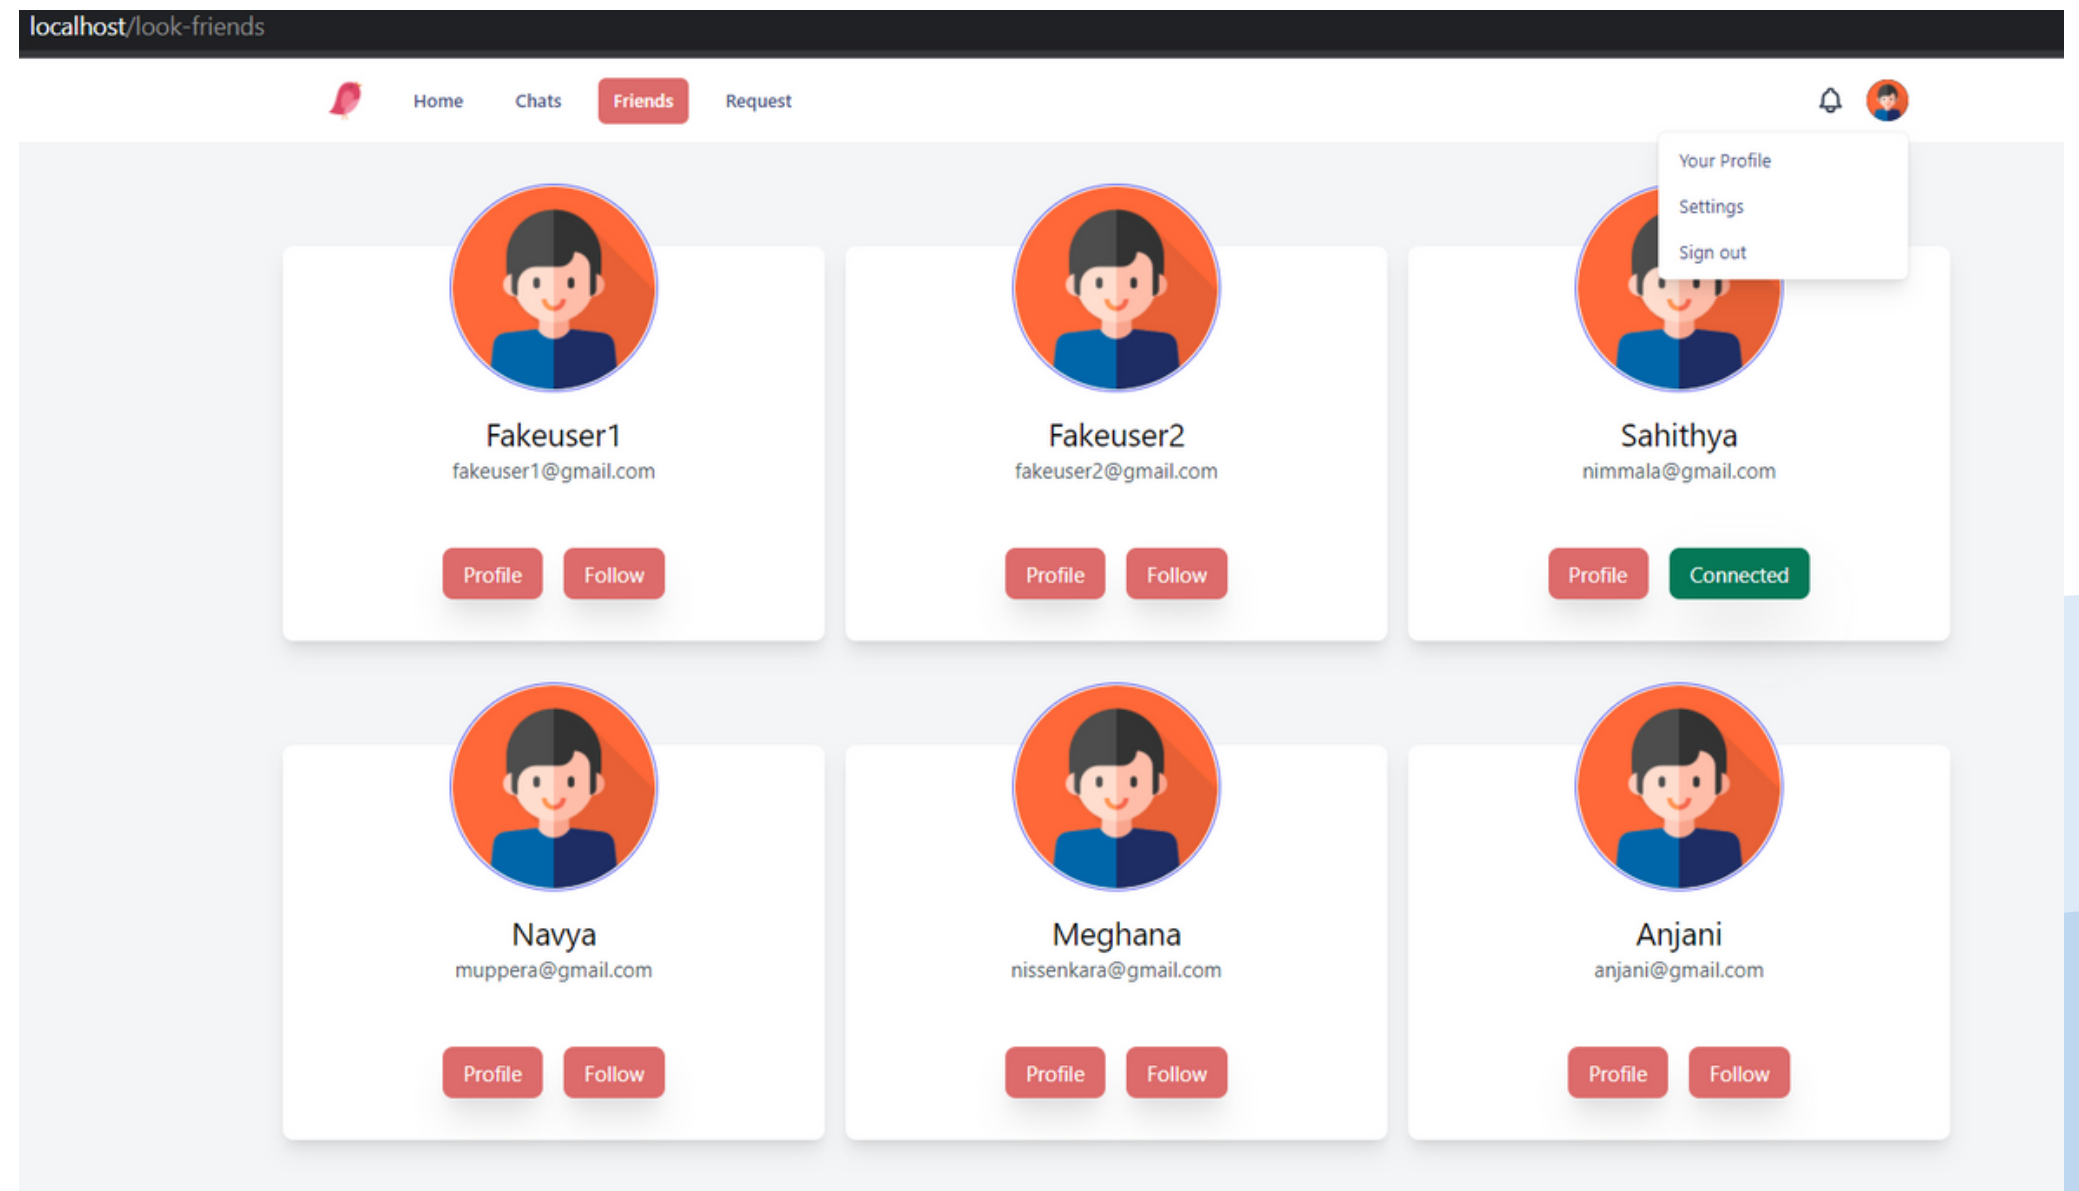 localhost/look-friends
Home Chats Friends Request
Your Profile
Settings
Sign out
Fakeuser1
fakeuser1@gmail.com
Profile Follow
Fakeuser2
fakeuser2@gmail.com
Profile Follow
Sahithya
nimmala@gmail.com
Profile Connected
Navya
muppera@gmail.com
Profile Follow
Meghana
nissenkara@gmail.com
Profile Follow
Anjani
anjani@gmail.com
Profile Follow